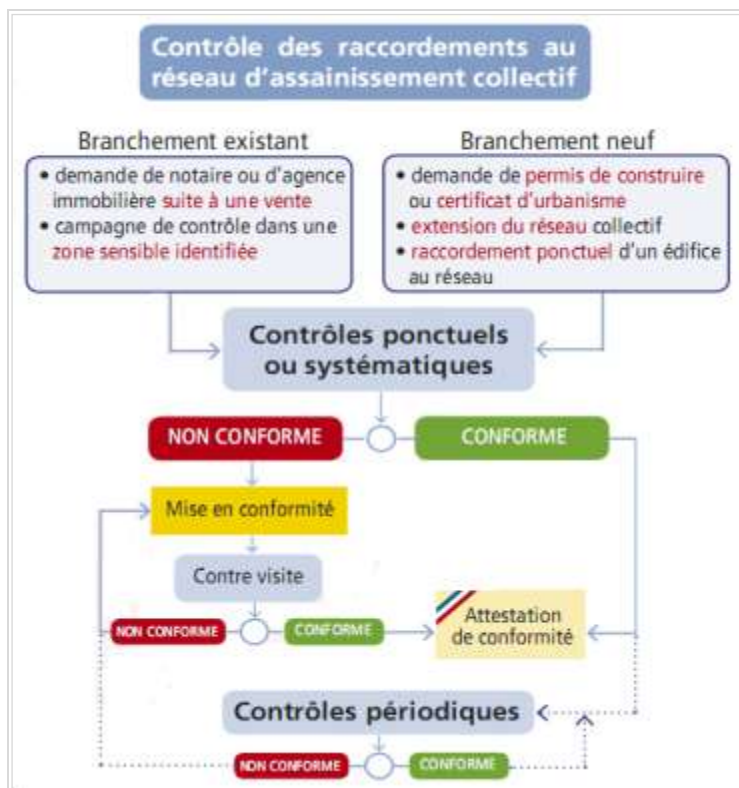 Contrôle des raccordements au
réseau d'assainissement collectif
Branchement existant
• demande de notaire ou d'agence
immobilière suite à une vente
• campagne de contrôle dans une
zone sensible identifiée
Branchement neuf
• demande de permis de construire
ou certificat d'urbanisme
• extension du réseau collectif
• raccordement ponctuel d'un édifice
au réseau
Contrôles ponctuels
ou systématiques
NON CONFORME
CONFORME
Mise en conformité
Contre visite
NON CONFORME
CONFORME
Attestation
de conformité
Contrôles périodiques
NON CONFORME
CONFORME